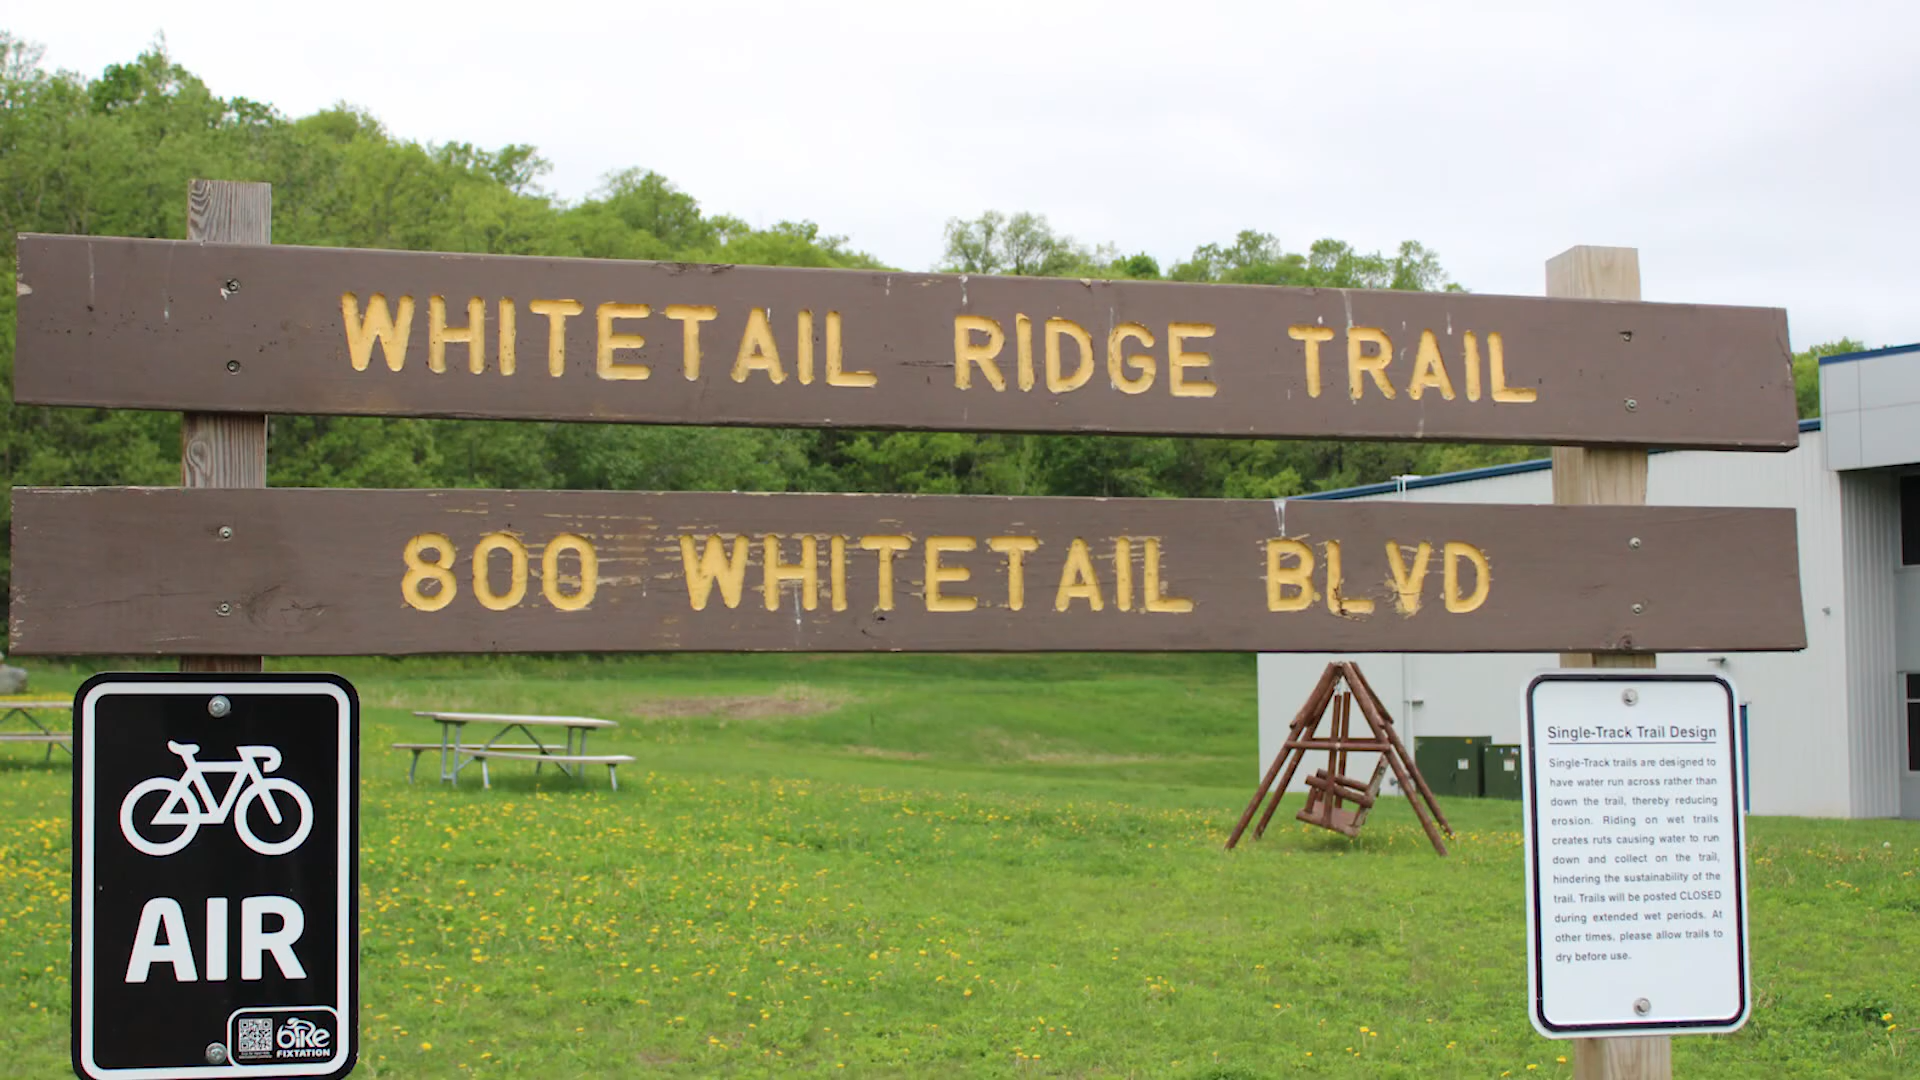 WHITETAIL RIDGE TRAIL
800 WHITETAIL BLVD
AIR
bike
FIXTATION
Single-Track Trail Design
Single-Track trails are designed to
have water run across rather than
down the trail, thereby reducing
erosion. Riding on wet trails
creates ruts causing water to run
down and collect on the trail,
hindering the sustainability of the
trail. Trails will be posted CLOSED
during extended wet periods. At
other times, please allow trails to
dry before use.